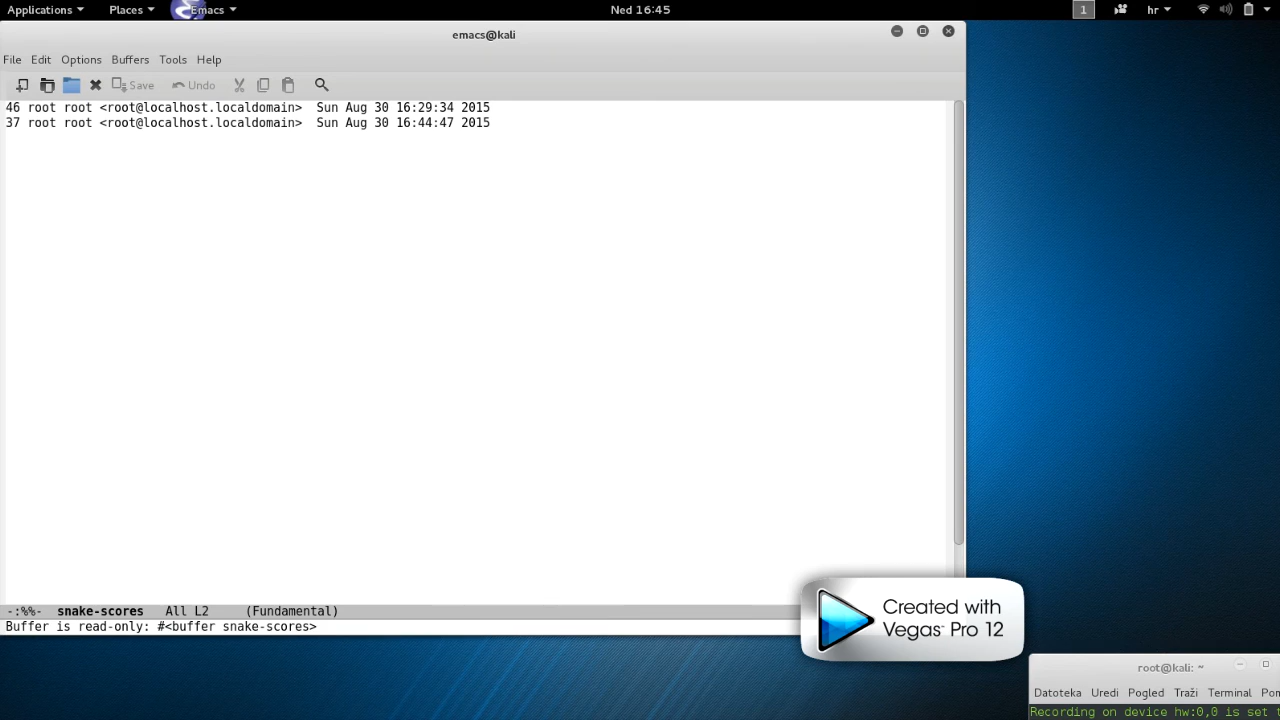 Applications Places Emacs Ned 16:45 1 hr
emacs@kali
File Edit Options Buffers Tools Help
Save Undo
46 root root <root@localhost.localdomain>  Sun Aug 30 16:29:34 2015
37 root root <root@localhost.localdomain>  Sun Aug 30 16:44:47 2015
-:%%-  snake-scores   All L2     (Fundamental)
Buffer is read-only: #<buffer snake-scores>
Created with
Vegas™ Pro 12
root@kali: ~
Datoteka Uredi Pogled Traži Terminal
Recording on device hw:0,0 is set